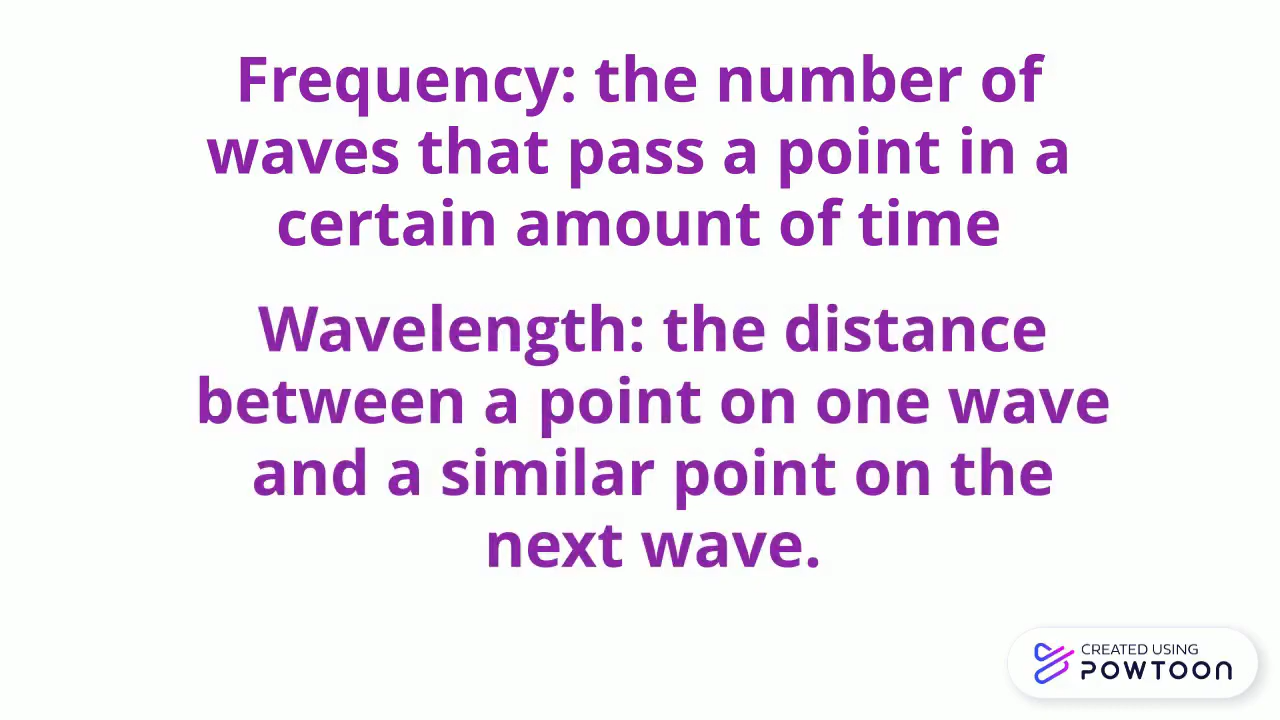 Frequency: the number of
waves that pass a point in a
certain amount of time
Wavelength: the distance
between a point on one wave
and a similar point on the
next wave.
CREATED USING
POWTOON